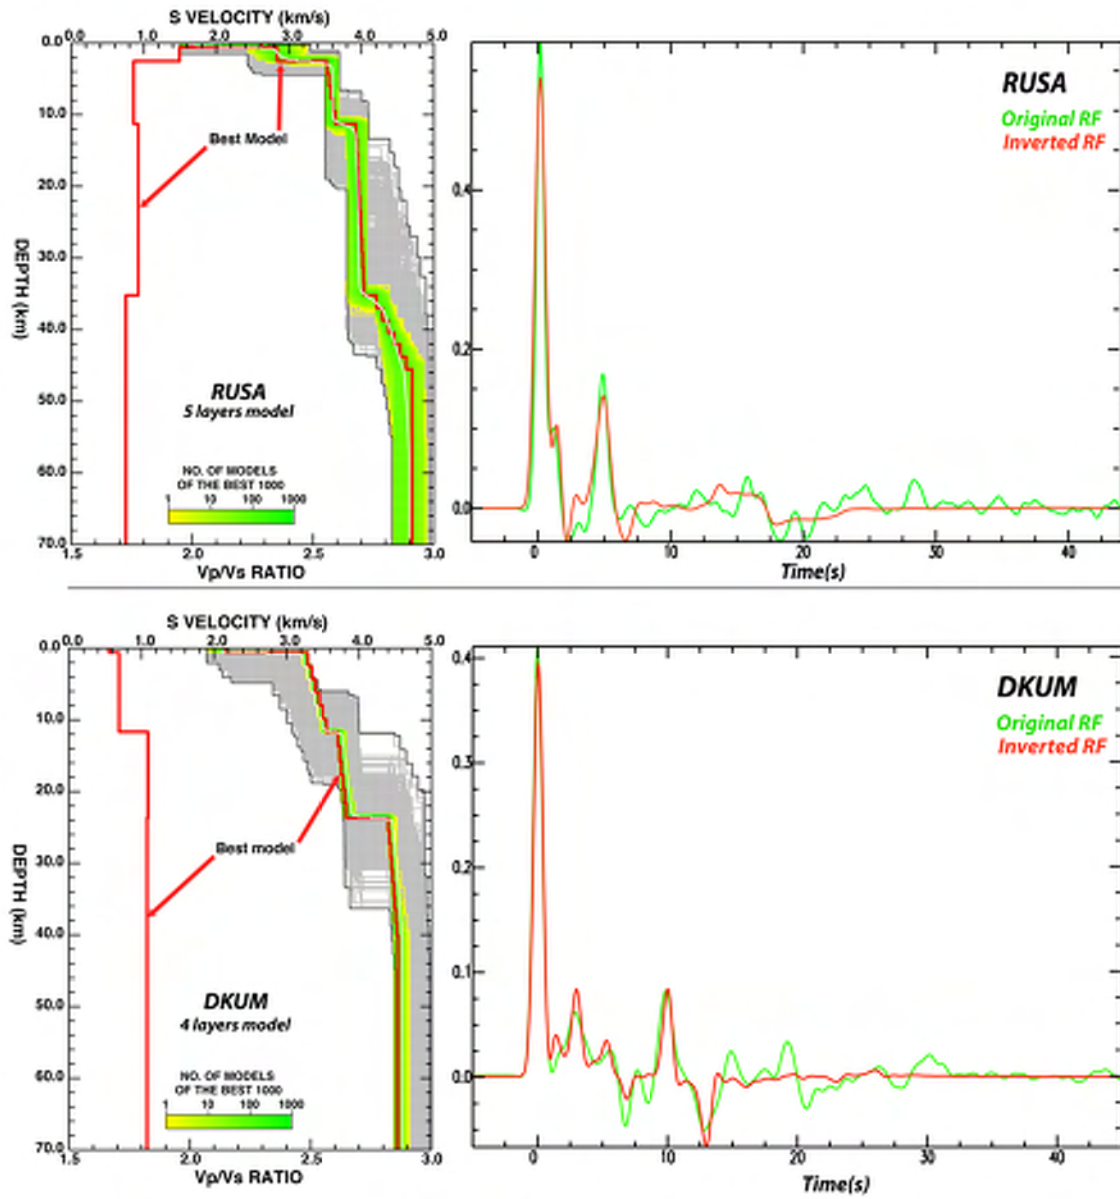 S VELOCITY (km/s)
0.0 1.0 2.0 3.0 4.0 5.0
0.0
10.0
20.0
30.0
40.0
50.0
60.0
70.0
DEPTH (km)
Best Model
RUSA
5 layers model
NO. OF MODELS
OF THE BEST 1000
1 10 100 1000
1.5 2.0 2.5 3.0
Vp/Vs RATIO
RUSA
Original RF
Inverted RF
0.4
0.2
0.0
0 10 20 30 40
Time(s)
S VELOCITY (km/s)
0.0 1.0 2.0 3.0 4.0 5.0
0.0
10.0
20.0
30.0
40.0
50.0
60.0
70.0
DEPTH (km)
Best model
DKUM
4 layers model
NO. OF MODELS
OF THE BEST 1000
1 10 100 1000
1.5 2.0 2.5 3.0
Vp/Vs RATIO
DKUM
Original RF
Inverted RF
0.4
0.3
0.2
0.1
0.0
0 10 20 30 40
Time(s)